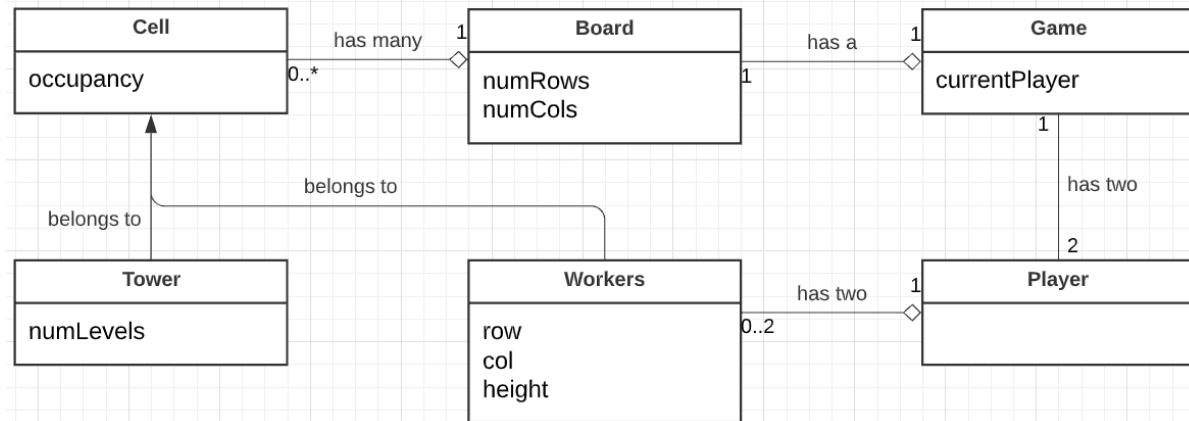 Cell
occupancy
has many
1
0..*
Board
numRows
numCols
has a
1
1
Game
currentPlayer
1
has two
2
belongs to
belongs to
Tower
numLevels
Workers
row
col
height
has two
1
0..2
Player